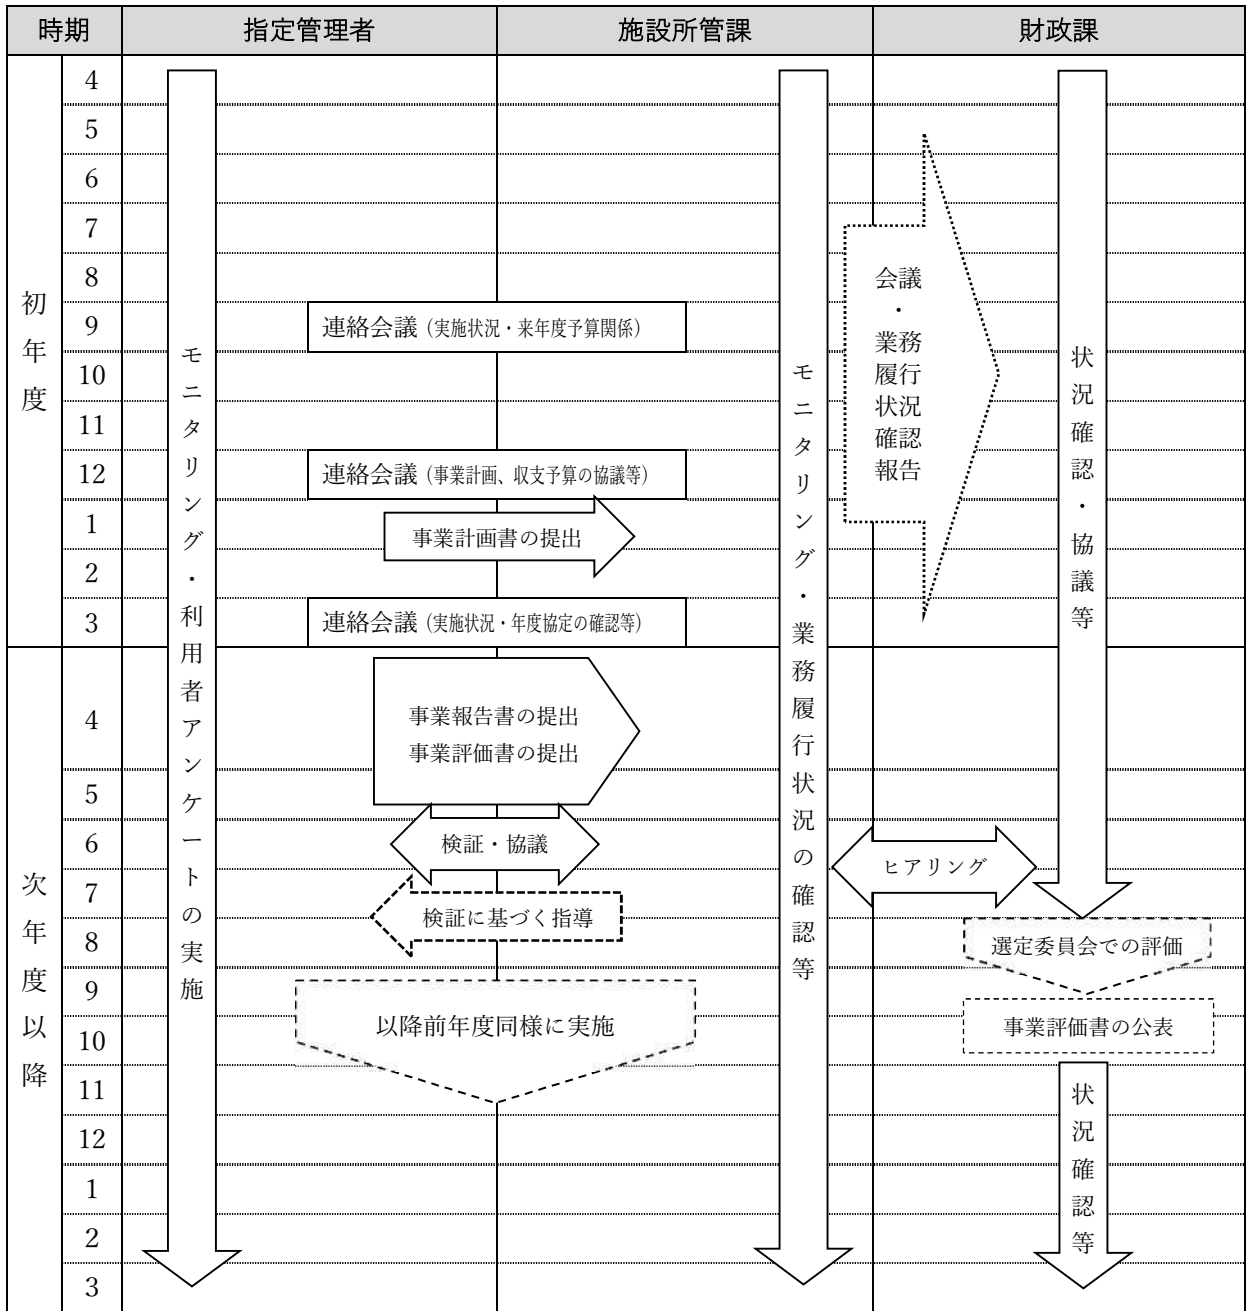 時期 指定管理者 施設所管課 財政課
初年度
4
5
6
7
8
9
10
11
12
1
2
3
モニタリング・利用者アンケートの実施
連絡会議（実施状況・来年度予算関係）
連絡会議（事業計画、収支予算の協議等）
事業計画書の提出
連絡会議（実施状況・年度協定の確認等）
モニタリング・業務履行状況の確認等
会議
・
業務
履行
状況
確認
報告
状況確認・協議等
次年度以降
4
5
6
7
8
9
10
11
12
1
2
3
事業報告書の提出
事業評価書の提出
検証・協議
ヒアリング
検証に基づく指導
選定委員会での評価
以降前年度同様に実施
事業評価書の公表
状況確認等